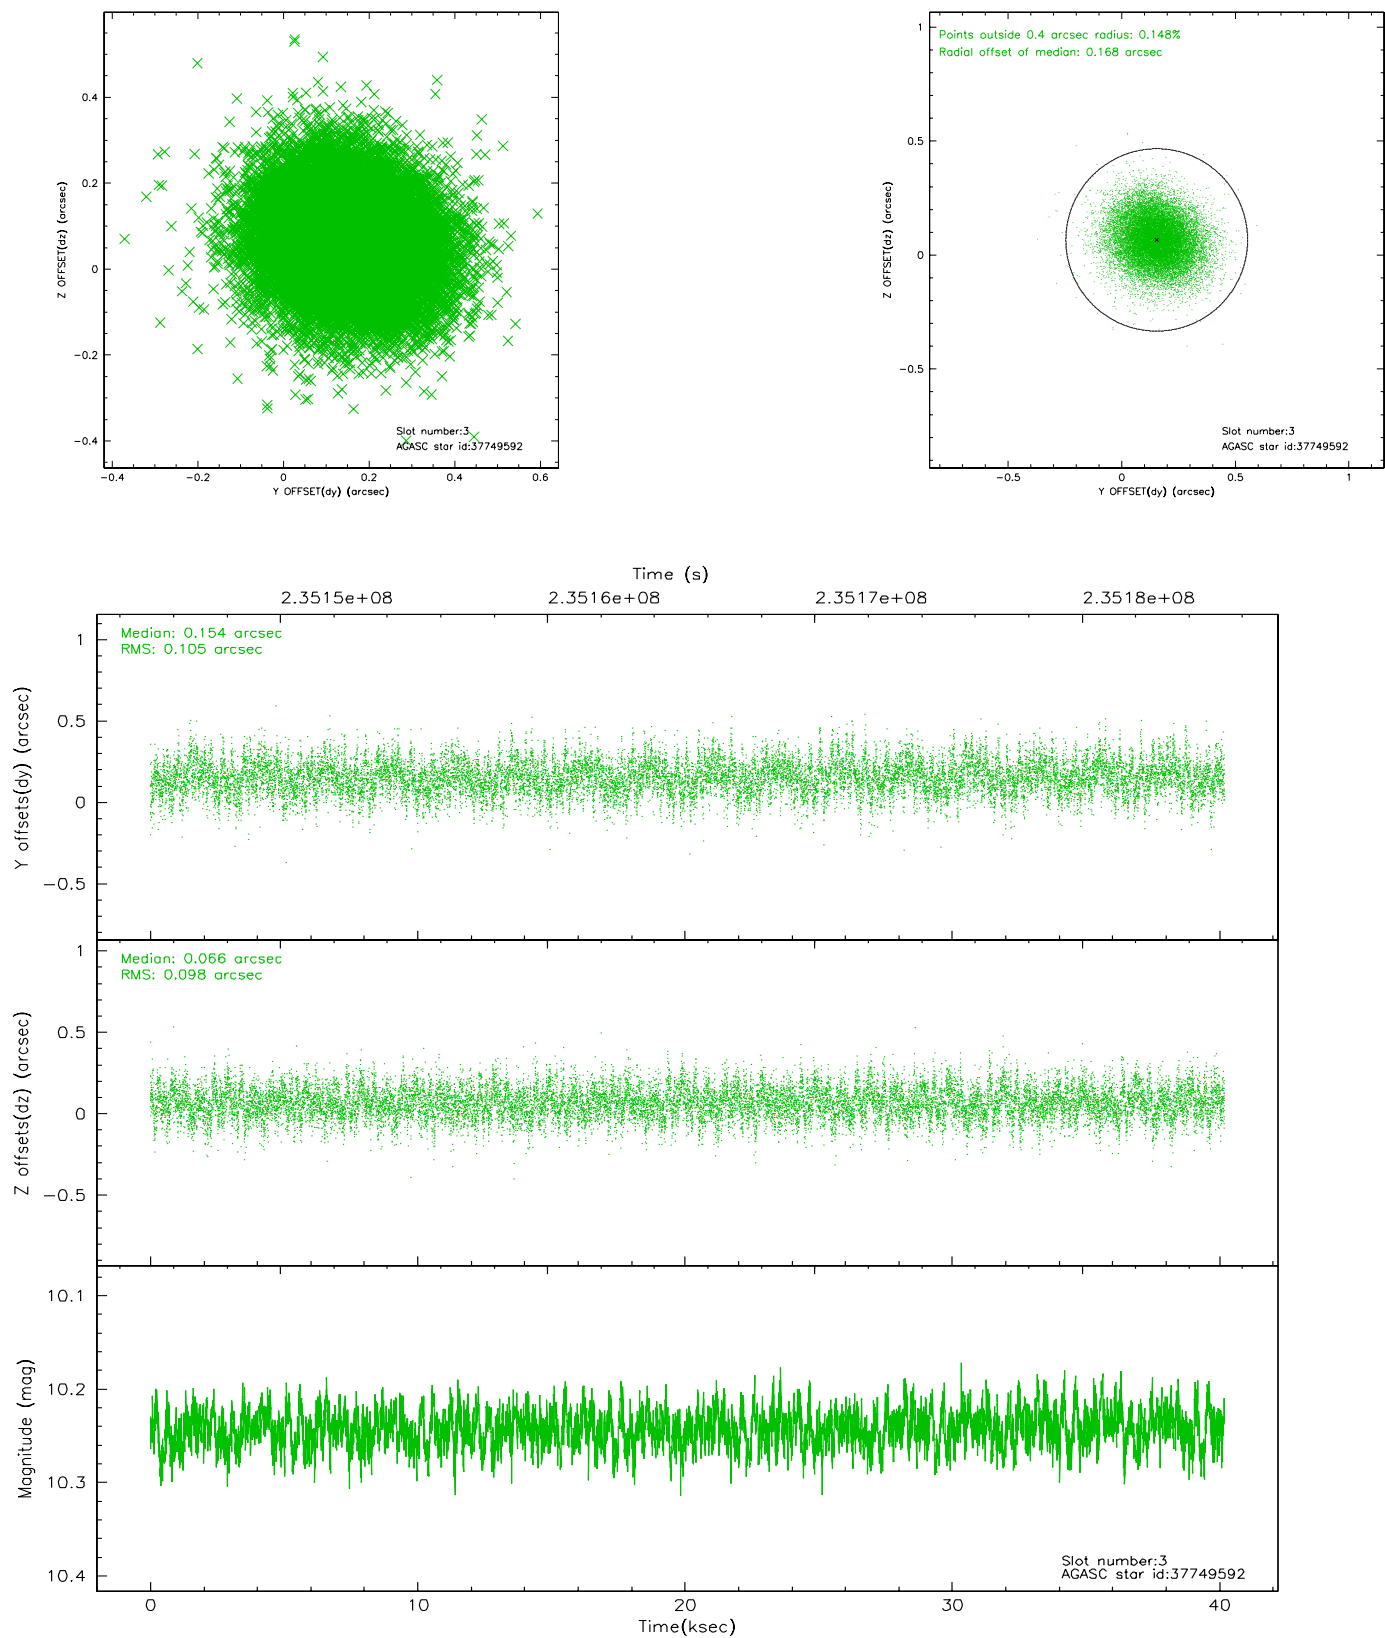 0.4
0.2
0
−0.2
−0.4
Z OFFSET(dz) (arcsec)
Slot number:3
AGASC star id:37749592
−0.4 −0.2 0 0.2 0.4 0.6
Y OFFSET(dy) (arcsec)
Points outside 0.4 arcsec radius: 0.148%
Radial offset of median: 0.168 arcsec
1
0.5
0
−0.5
Z OFFSET(dz) (arcsec)
Slot number:3
AGASC star id:37749592
−0.5 0 0.5 1
Y OFFSET(dy) (arcsec)
Time (s)
2.3515e+08 2.3516e+08 2.3517e+08 2.3518e+08
Median: 0.154 arcsec
RMS: 0.105 arcsec
1
0.5
0
−0.5
Y offsets(dy) (arcsec)
Median: 0.066 arcsec
RMS: 0.098 arcsec
1
0.5
0
−0.5
Z offsets(dz) (arcsec)
10.1
10.2
10.3
10.4
Magnitude (mag)
Slot number:3
AGASC star id:37749592
0 10 20 30 40
Time(ksec)